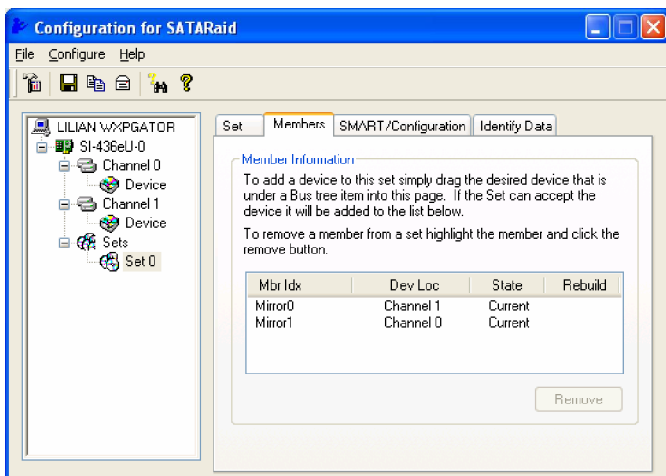 Configuration for SATARaid
File Configure Help
LILIAN WXPGATOR
SI-436eU-0
Channel 0
Device
Channel 1
Device
Sets
Set 0
Set Members SMART/Configuration Identify Data
Member Information
To add a device to this set simply drag the desired device that is
under a Bus tree item into this page. If the Set can accept the
device it will be added to the list below.
To remove a member from a set highlight the member and click the
remove button.
Mbr Idx Dev Loc State Rebuild
Mirror0 Channel 1 Current
Mirror1 Channel 0 Current
Remove